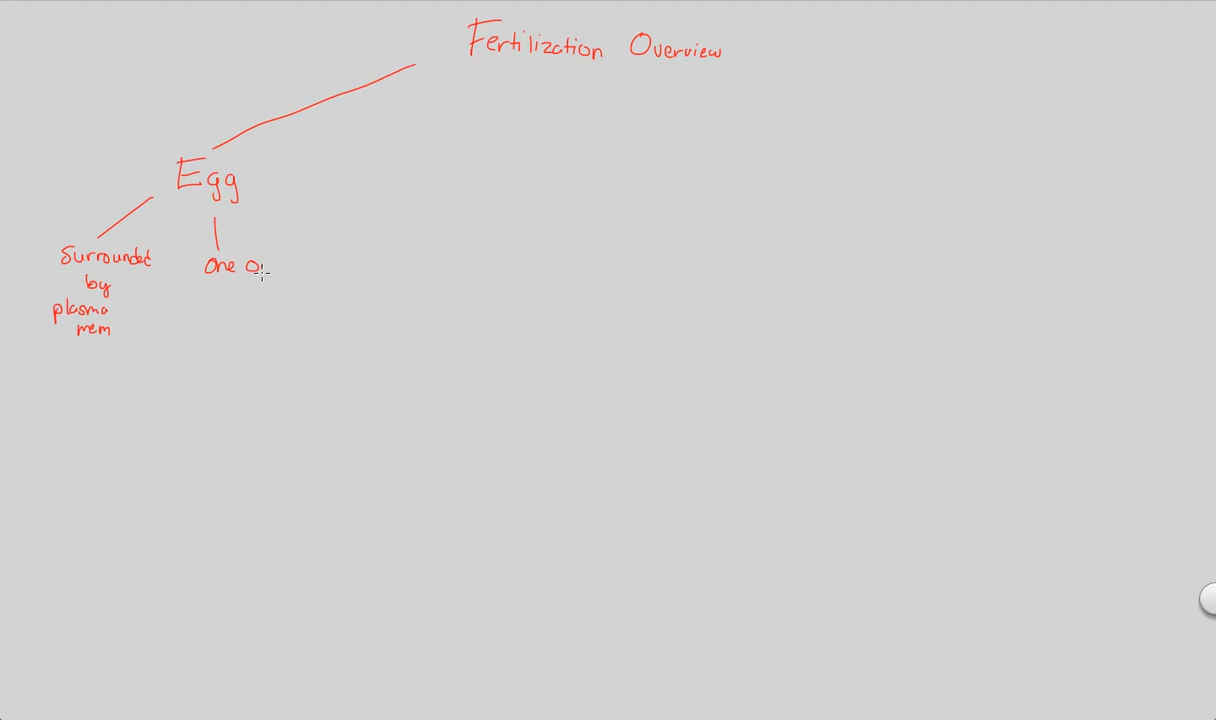 Fertilization Overview
Egg
Surrounded
by
plasma
mem
One o